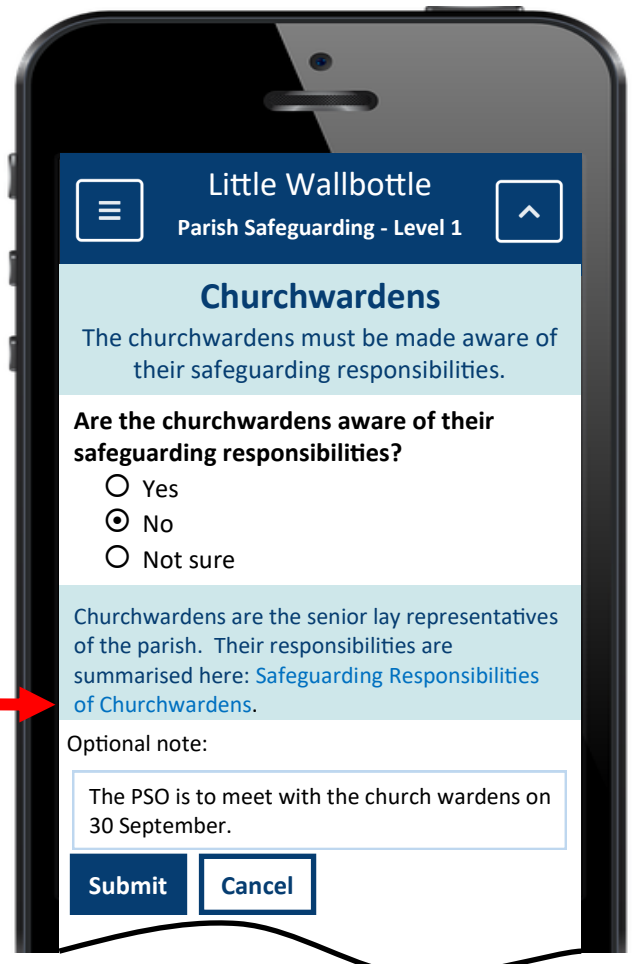 Little Wallbottle
Parish Safeguarding - Level 1
Churchwardens
The churchwardens must be made aware of
their safeguarding responsibilities.
Are the churchwardens aware of their
safeguarding responsibilities?
Yes
No
Not sure
Churchwardens are the senior lay representatives
of the parish.  Their responsibilities are
summarised here: Safeguarding Responsibilities
of Churchwardens.
Optional note:
The PSO is to meet with the church wardens on
30 September.
Submit
Cancel